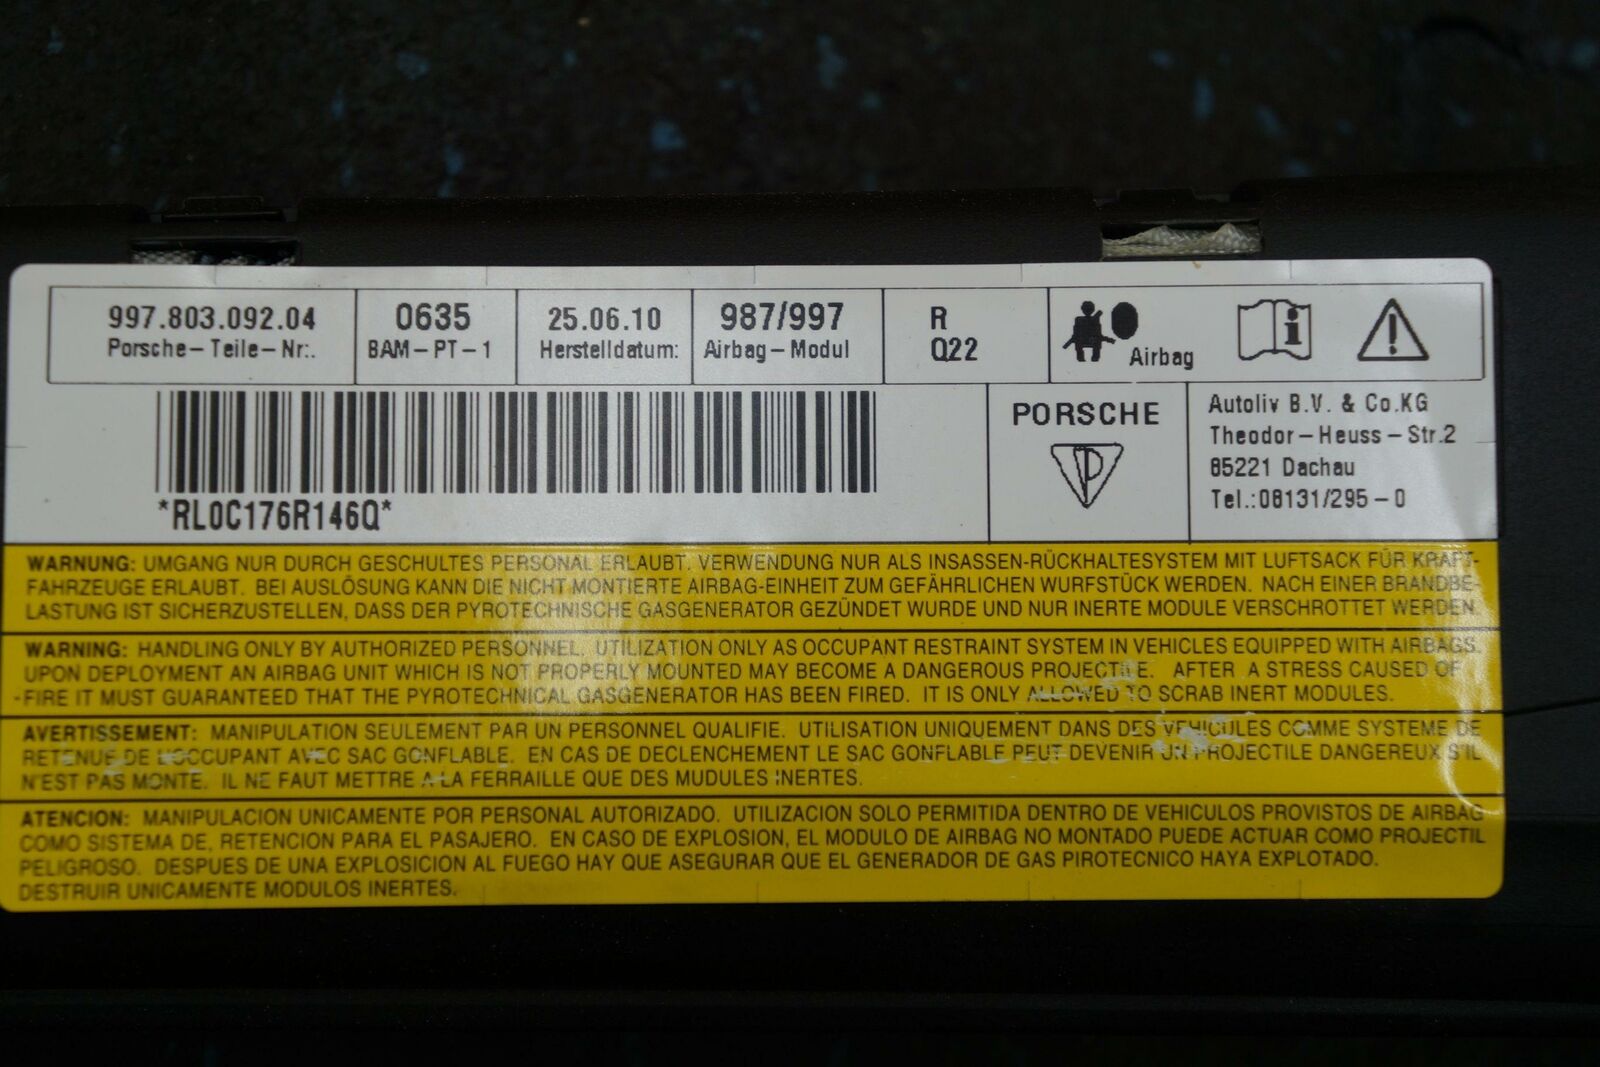 997.803.092.04
Porsche-Teile-Nr:.
0635
BAM-PT-1
25.06.10
Herstelldatum:
987/997
Airbag-Modul
R
Q22
Airbag
*RL0C176R146Q*
PORSCHE
Autoliv B.V. & Co.KG
Theodor-Heuss-Str.2
85221 Dachau
Tel.:08131/295-0
WARNUNG: UMGANG NUR DURCH GESCHULTES PERSONAL ERLAUBT. VERWENDUNG NUR ALS INSASSEN-RÜCKHALTESYSTEM MIT LUFTSACK FÜR KRAFT-
FAHRZEUGE ERLAUBT. BEI AUSLÖSUNG KANN DIE NICHT MONTIERTE AIRBAG-EINHEIT ZUM GEFÄHRLICHEN WURFSTÜCK WERDEN. NACH EINER BRANDBE-
LASTUNG IST SICHERZUSTELLEN, DASS DER PYROTECHNISCHE GASGENERATOR GEZÜNDET WURDE UND NUR INERTE MODULE VERSCHROTTET WERDEN.
WARNING: HANDLING ONLY BY AUTHORIZED PERSONNEL, UTILIZATION ONLY AS OCCUPANT RESTRAINT SYSTEM IN VEHICLES EQUIPPED WITH AIRBAGS.
UPON DEPLOYMENT AN AIRBAG UNIT WHICH IS NOT PROPERLY MOUNTED MAY BECOME A DANGEROUS PROJECTILE. AFTER A STRESS CAUSED OF
-FIRE IT MUST GUARANTEED THAT THE PYROTECHNICAL GASGENERATOR HAS BEEN FIRED. IT IS ONLY ALLOWED TO SCRAB INERT MODULES.
AVERTISSEMENT: MANIPULATION SEULEMENT PAR UN PERSONNEL QUALIFIE. UTILISATION UNIQUEMENT DANS DES VEHICULES COMME SYSTEME DE
RETENUE DE L'OCCUPANT AVEC SAC GONFLABLE. EN CAS DE DECLENCHEMENT LE SAC GONFLABLE PEUT DEVENIR UN PROJECTILE DANGEREUX S'IL
N'EST PAS MONTE. IL NE FAUT METTRE A LA FERRAILLE QUE DES MUDULES INERTES.
ATENCION: MANIPULACION UNICAMENTE POR PERSONAL AUTORIZADO. UTILIZACION SOLO PERMITIDA DENTRO DE VEHICULOS PROVISTOS DE AIRBAG
COMO SISTEMA DE, RETENCION PARA EL PASAJERO. EN CASO DE EXPLOSION, EL MODULO DE AIRBAG NO MONTADO PUEDE ACTUAR COMO PROJECTIL
PELIGROSO. DESPUES DE UNA EXPLOSICION AL FUEGO HAY QUE ASEGURAR QUE EL GENERADOR DE GAS PIROTECNICO HAYA EXPLOTADO.
DESTRUIR UNICAMENTE MODULOS INERTES.